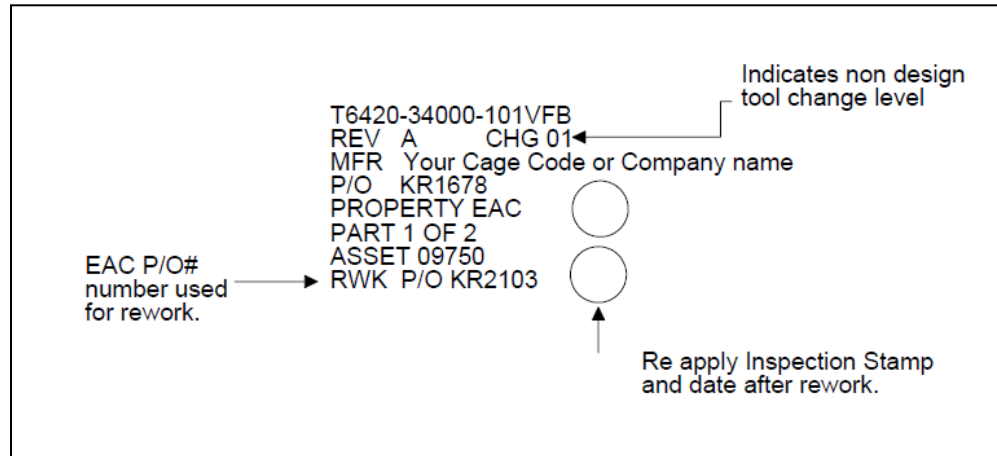 Indicates non design
tool change level
T6420-34000-101VFB
REV A CHG 01
MFR Your Cage Code or Company name
P/O KR1678
PROPERTY EAC
PART 1 OF 2
ASSET 09750
RWK P/O KR2103
EAC P/O#
number used
for rework.
Re apply Inspection Stamp
and date after rework.